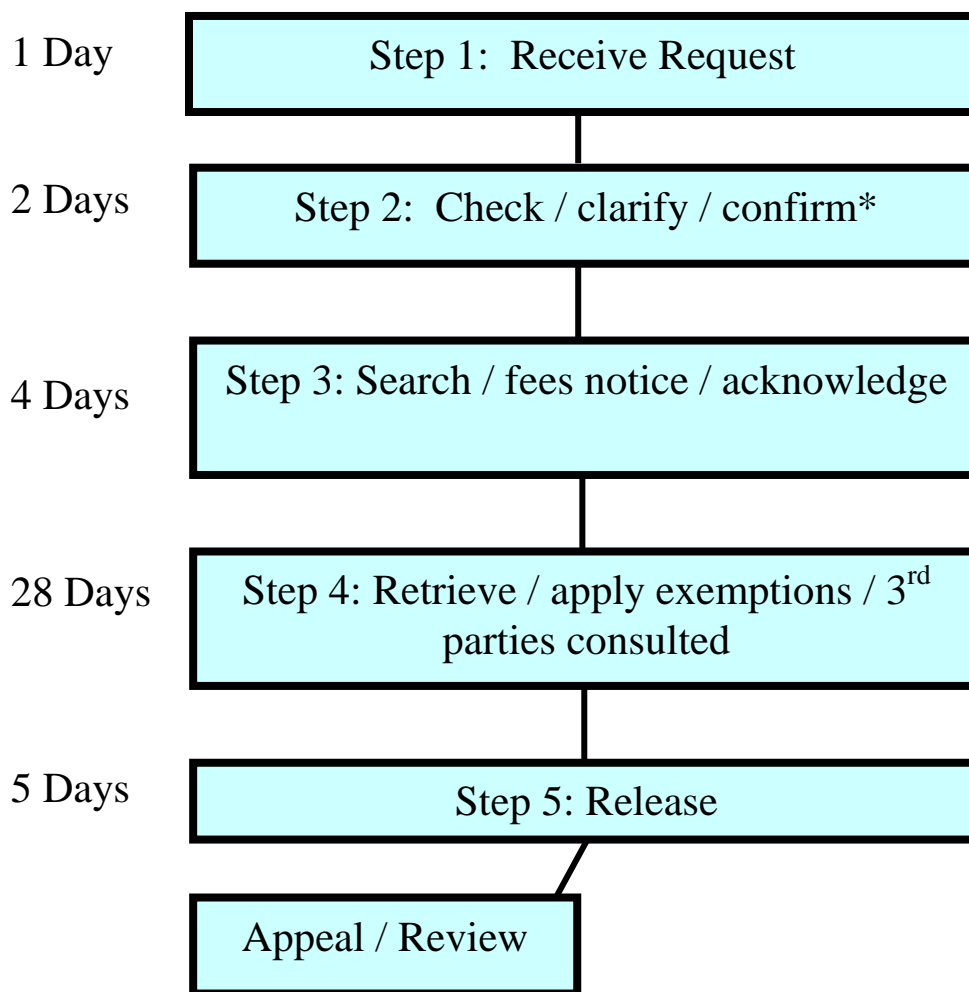 1 Day
Step 1:  Receive Request
2 Days
Step 2:  Check / clarify / confirm*
4 Days
Step 3: Search / fees notice / acknowledge
28 Days
Step 4: Retrieve / apply exemptions / 3rd
parties consulted
5 Days
Step 5: Release
Appeal / Review